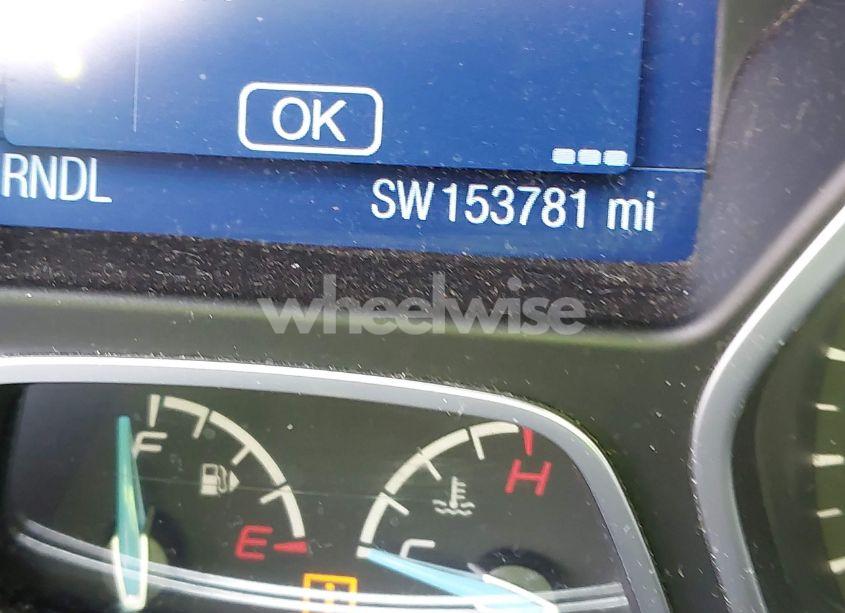 OK
RNDL SW 153781 mi
wheelwise
F H
E C